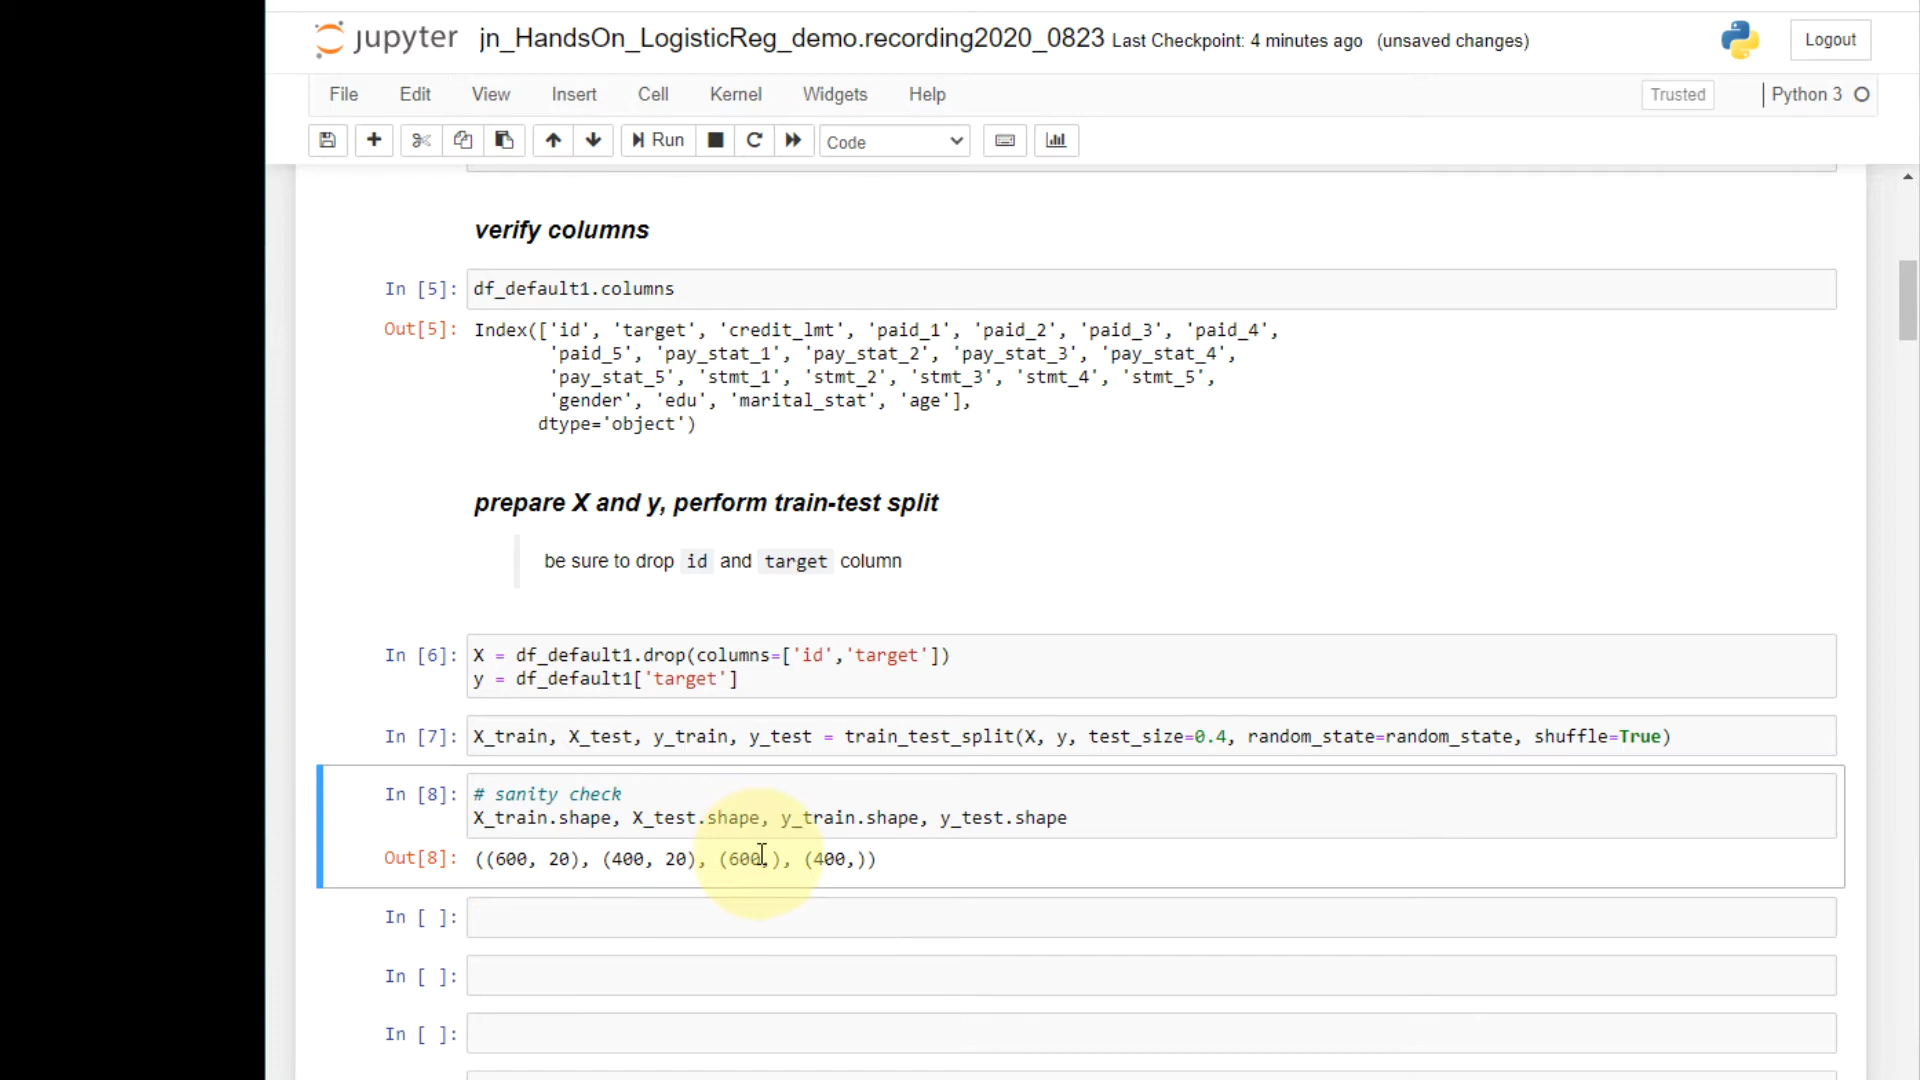 jupyter jn_HandsOn_LogisticReg_demo.recording2020_0823 Last Checkpoint: 4 minutes ago (unsaved changes) Logout
File Edit View Insert Cell Kernel Widgets Help Trusted Python 3
Run Code
verify columns
In [5]: df_default1.columns
Out[5]: Index(['id', 'target', 'credit_lmt', 'paid_1', 'paid_2', 'paid_3', 'paid_4',
'paid_5', 'pay_stat_1', 'pay_stat_2', 'pay_stat_3', 'pay_stat_4',
'pay_stat_5', 'stmt_1', 'stmt_2', 'stmt_3', 'stmt_4', 'stmt_5',
'gender', 'edu', 'marital_stat', 'age'],
dtype='object')
prepare X and y, perform train-test split
be sure to drop id and target column
In [6]: X = df_default1.drop(columns=['id','target'])
y = df_default1['target']
In [7]: X_train, X_test, y_train, y_test = train_test_split(X, y, test_size=0.4, random_state=random_state, shuffle=True)
In [8]: # sanity check
X_train.shape, X_test.shape, y_train.shape, y_test.shape
Out[8]: ((600, 20), (400, 20), (600,), (400,))
In [ ]:
In [ ]:
In [ ]: